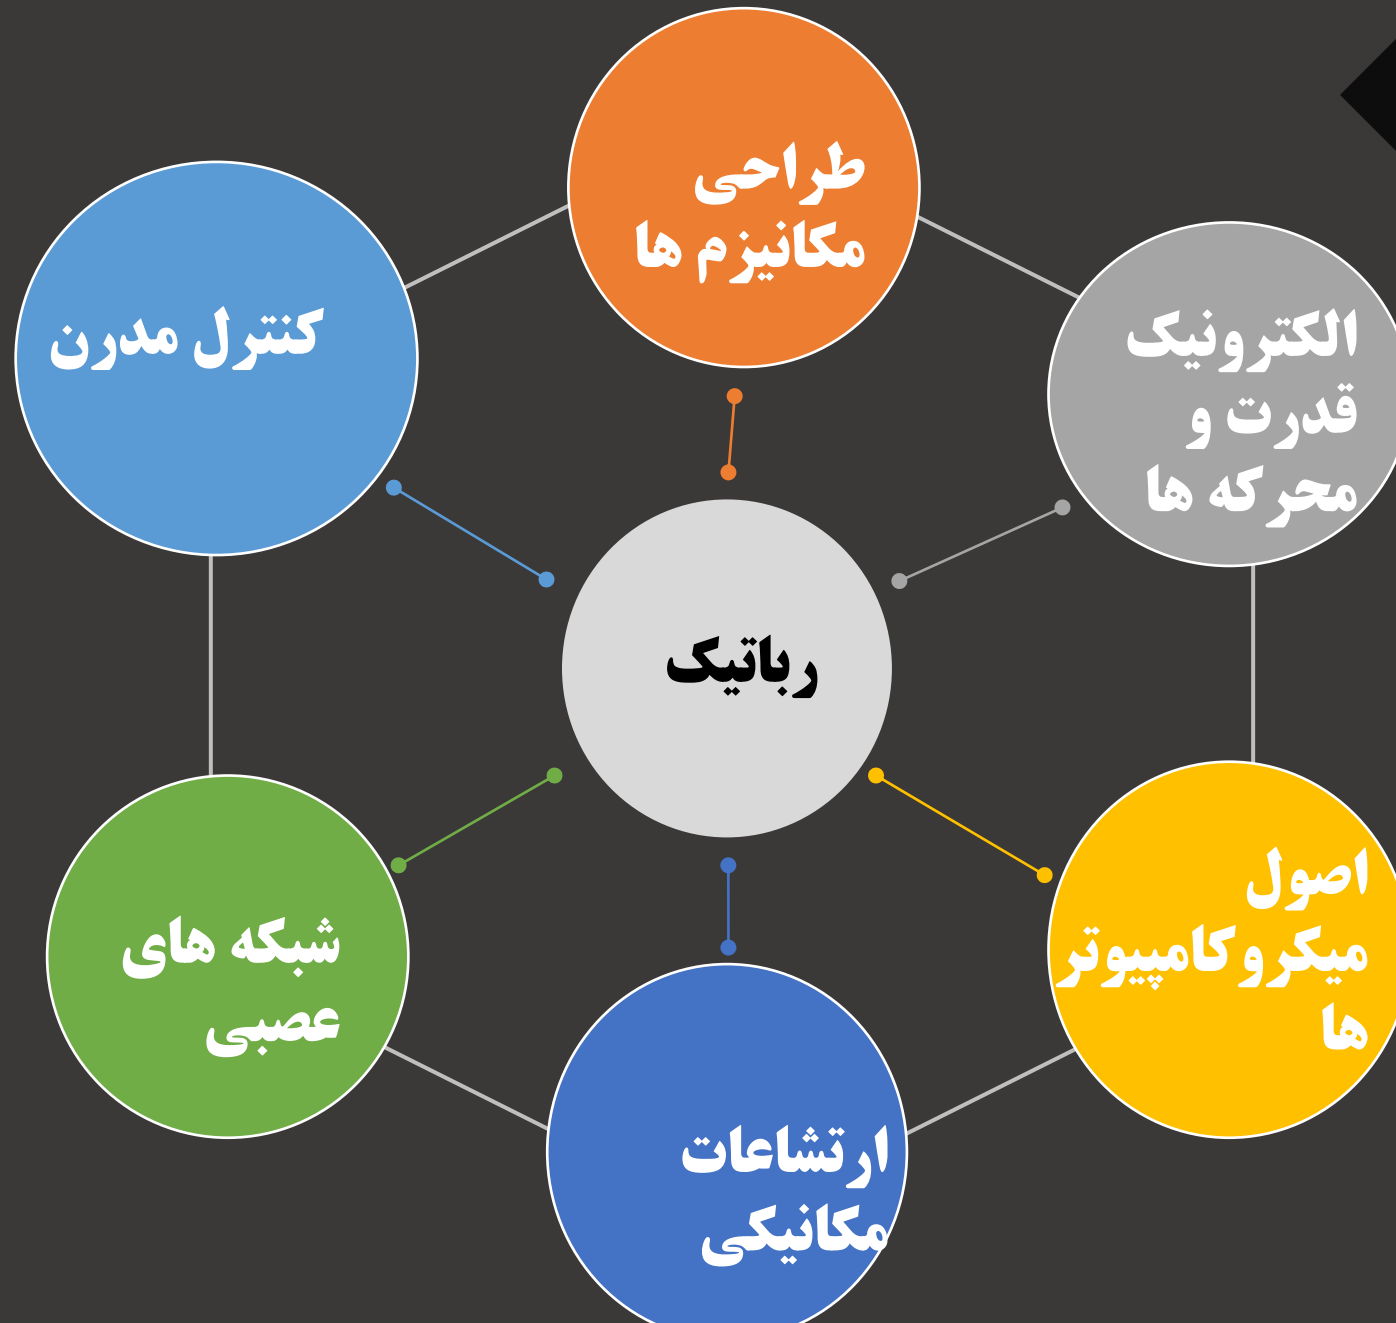 طراحی
مکانیزم ها
الکترونیک
قدرت و
محرکه ها
کنترل مدرن
رباتیک
اصول
میکروکامپیوتر
ها
شبکه های
عصبی
ارتشاعات
مکانیکی